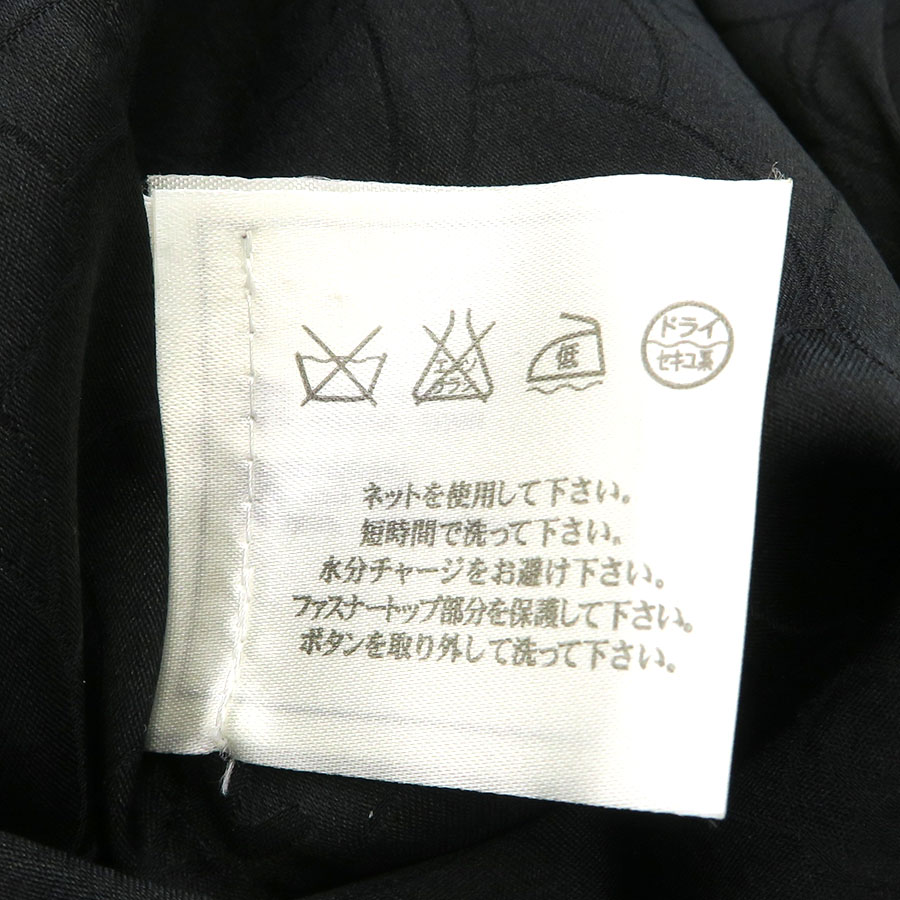 エンソ
サラシ
低
ドライ
セキユ系
ネットを使用して下さい。
短時間で洗って下さい。
水分チャージをお避け下さい。
ファスナートップ部分を保護して下さい。
ボタンを取り外して洗って下さい。